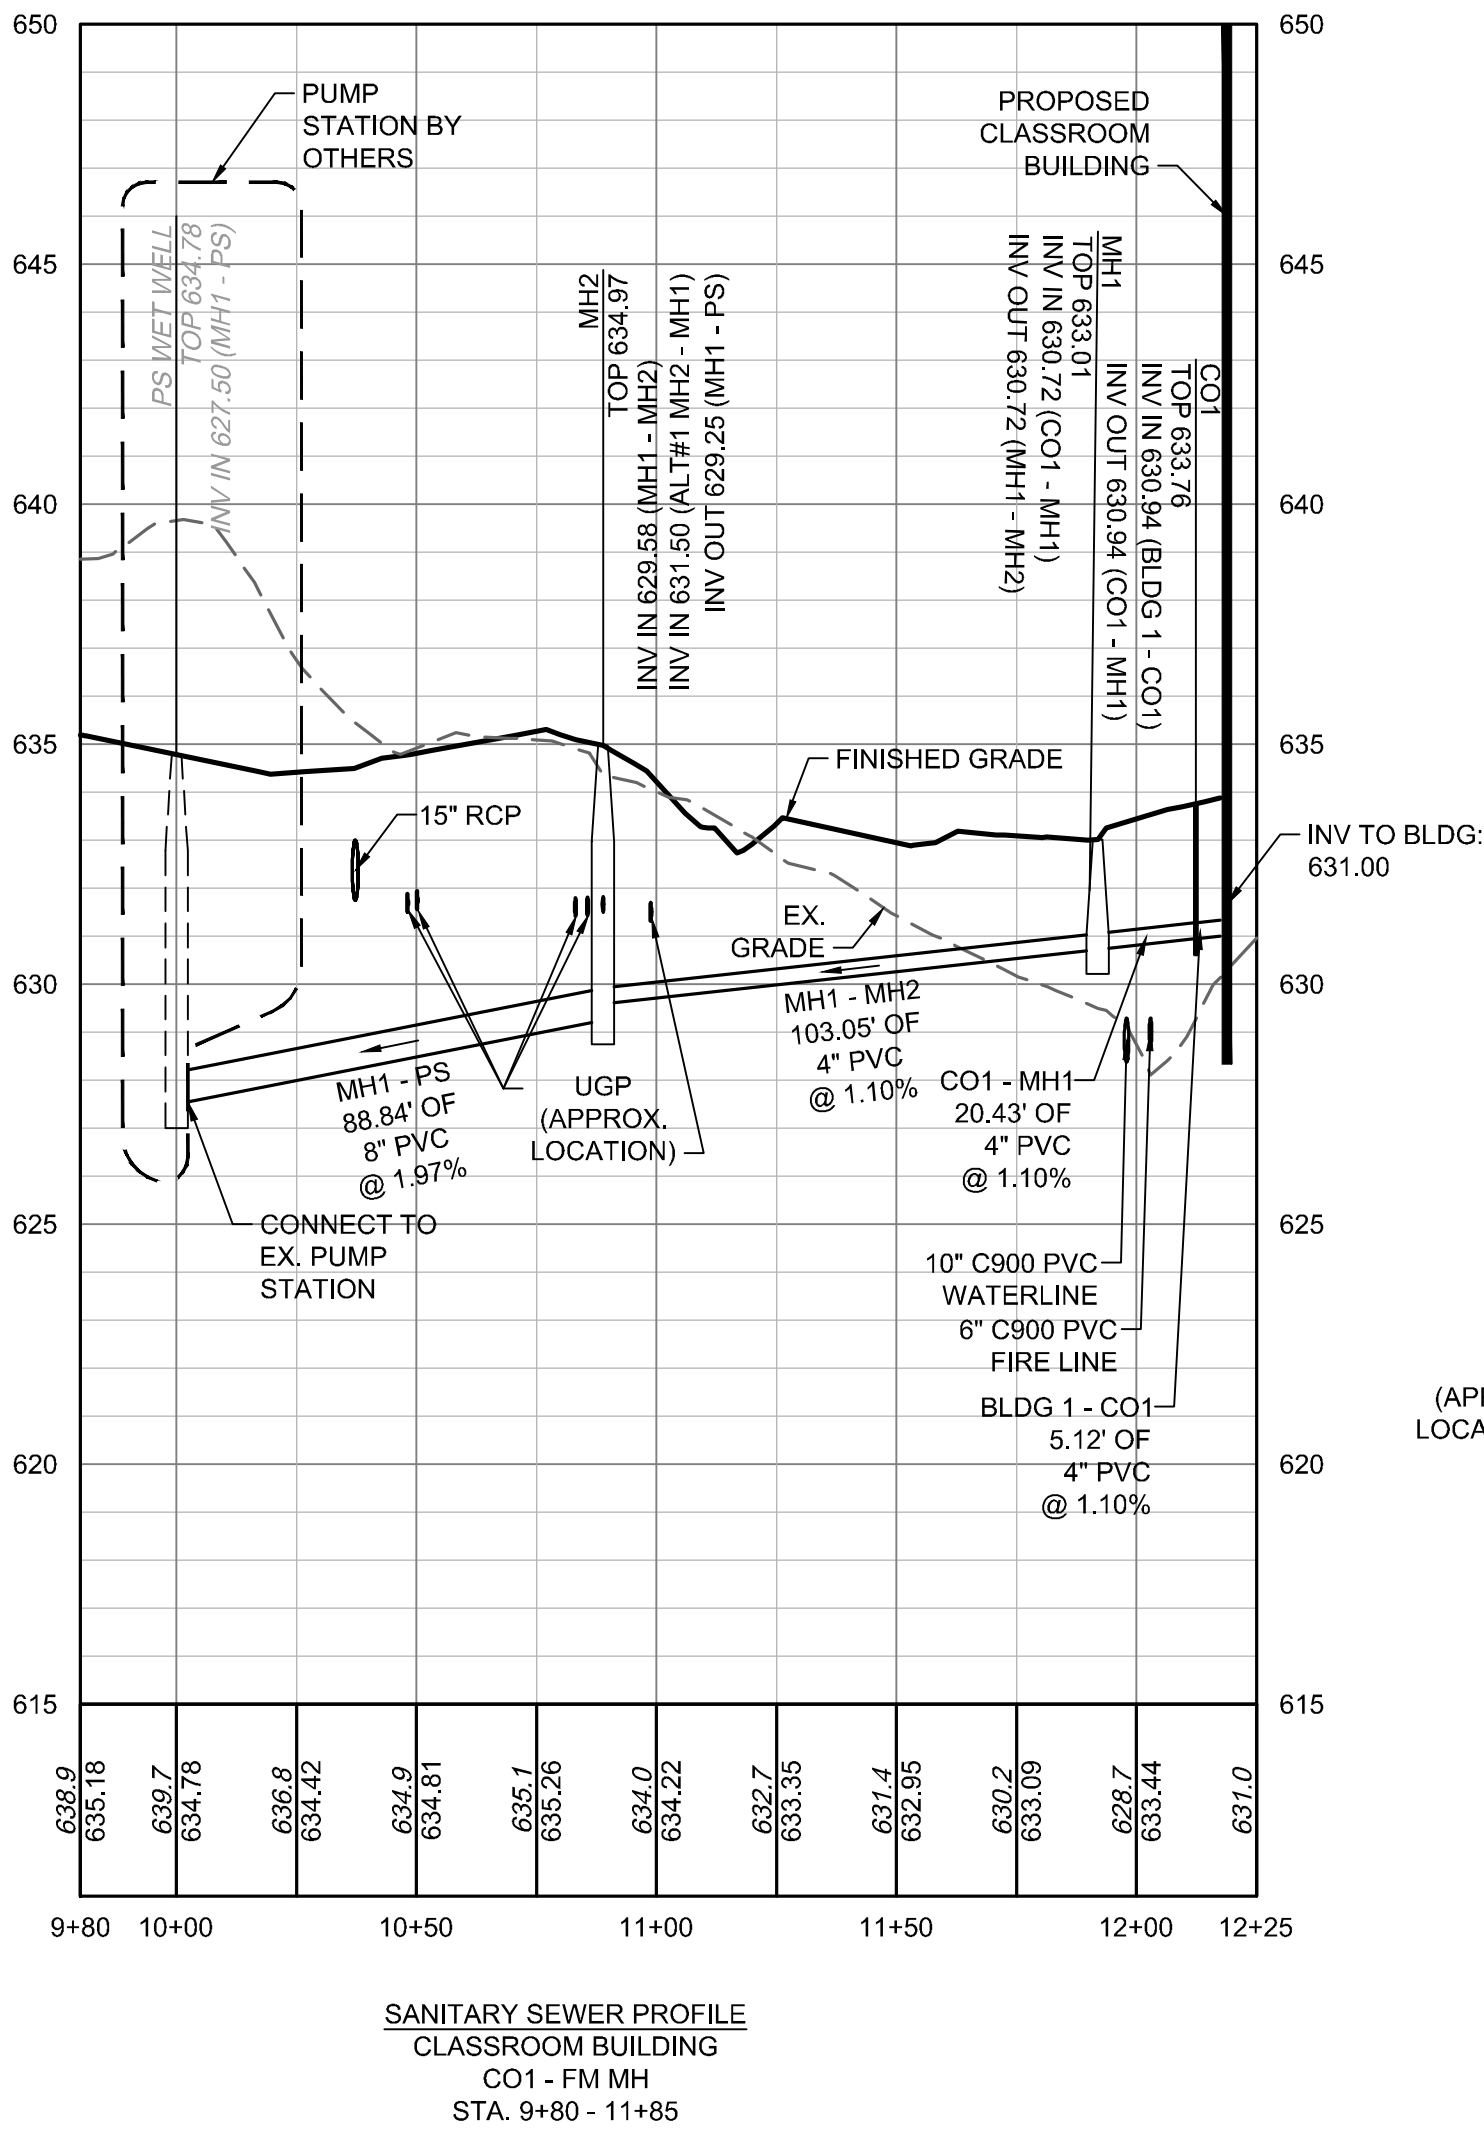 650
650
PUMP
STATION BY
OTHERS
PROPOSED
CLASSROOM
BUILDING
PS WET WELL
TOP 634.78
INV IN 627.50 (MH1 - PS)
645
645
MH2
TOP 634.97
INV IN 629.58 (MH1 - MH2)
INV IN 631.50 (ALT#1 MH2 - MH1)
INV OUT 629.25 (MH1 - PS)
MH1
TOP 633.01
INV IN 630.72 (CO1 - MH1)
INV OUT 630.72 (MH1 - MH2)
CO1
TOP 633.76
INV IN 630.94 (BLDG 1 - CO1)
INV OUT 630.94 (CO1 - MH1)
640
640
635
635
FINISHED GRADE
15" RCP
INV TO BLDG:
631.00
EX.
GRADE
630
630
MH1 - MH2
103.05' OF
4" PVC
@ 1.10%
MH1 - PS
88.84' OF
8" PVC
@ 1.97%
UGP
(APPROX.
LOCATION)
CO1 - MH1
20.43' OF
4" PVC
@ 1.10%
625
625
CONNECT TO
EX. PUMP
STATION
10" C900 PVC
WATERLINE
6" C900 PVC
FIRE LINE
BLDG 1 - CO1
5.12' OF
4" PVC
@ 1.10%
(AP
LOCA
620
620
615
615
638.9
635.18
639.7
634.78
636.8
634.42
634.9
634.81
635.1
635.26
634.0
634.22
632.7
633.35
631.4
632.95
630.2
633.09
628.7
633.44
631.0
9+80 10+00 10+50 11+00 11+50 12+00 12+25
SANITARY SEWER PROFILE
CLASSROOM BUILDING
CO1 - FM MH
STA. 9+80 - 11+85